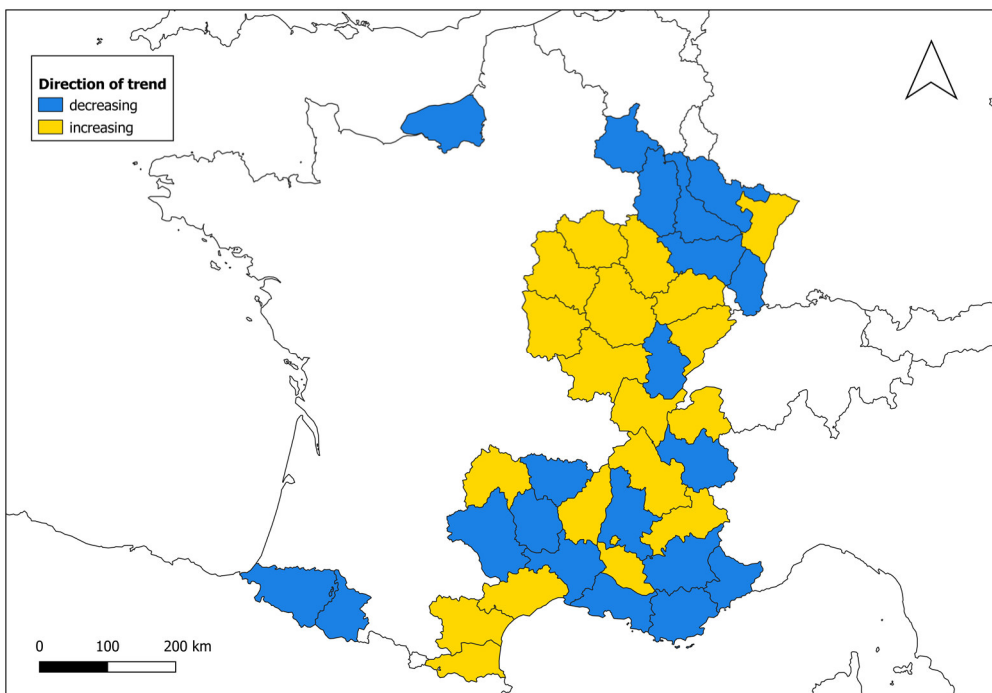 Direction of trend
decreasing
increasing
0 100 200 km